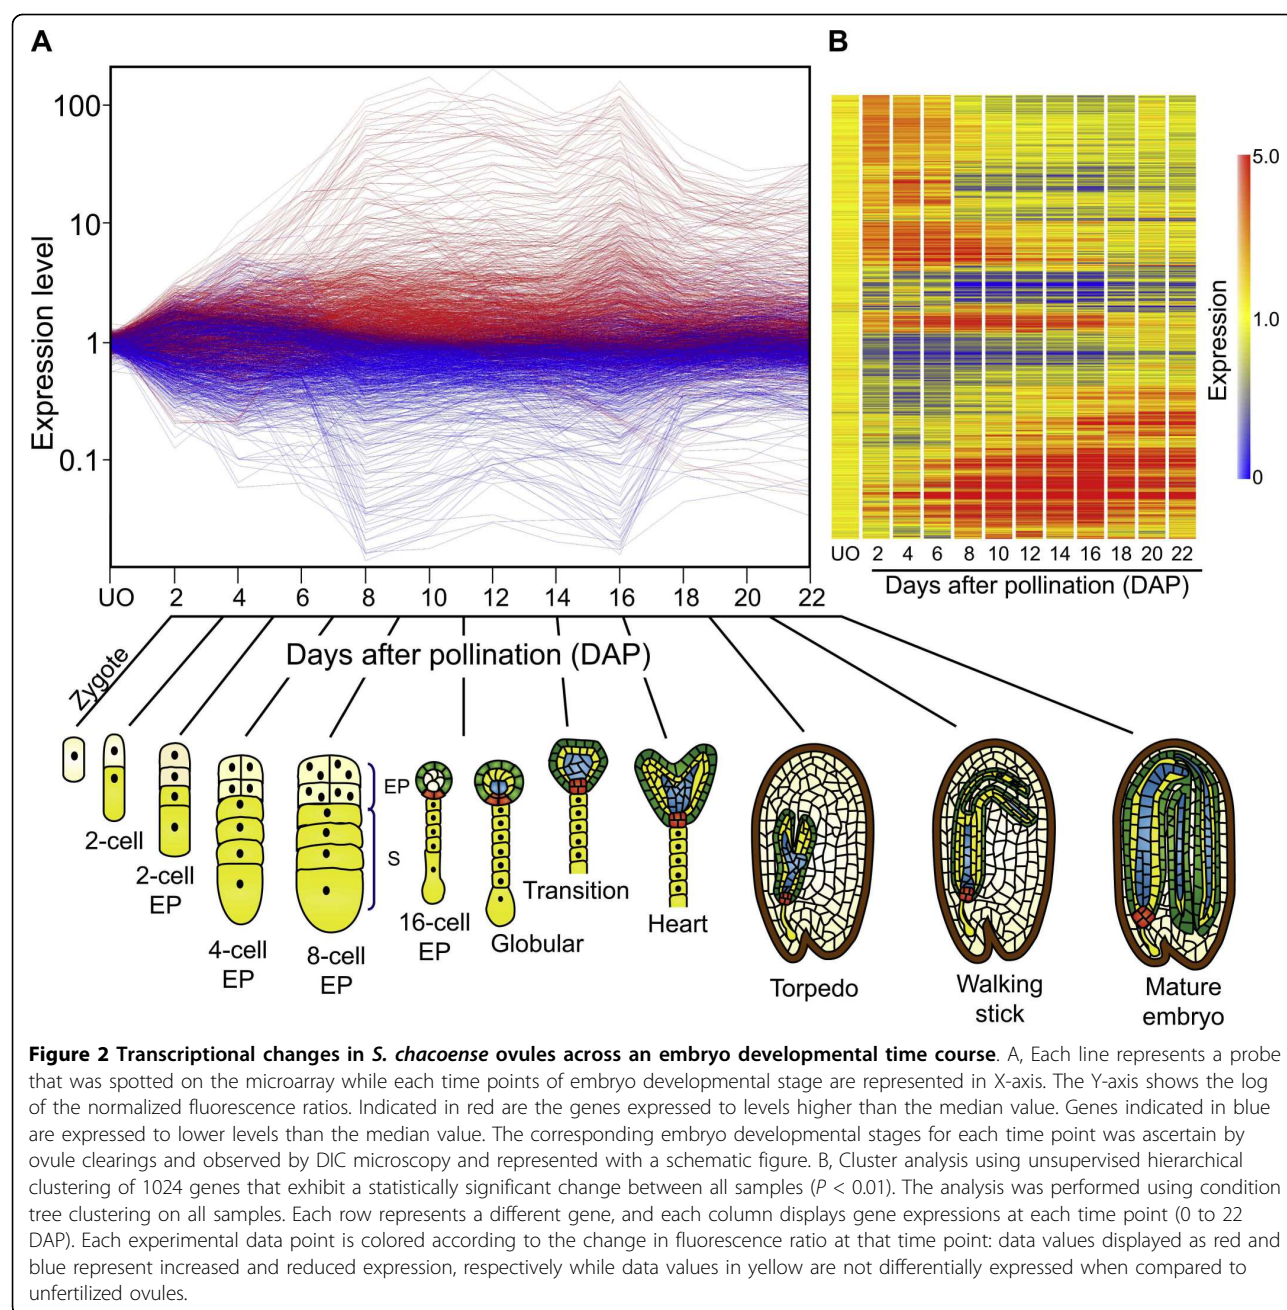 A
B
100
10
1
0.1
Expression level
UO 2 4 6 8 10 12 14 16 18 20 22
Days after pollination (DAP)
5.0
1.0
0
Expression
UO 2 4 6 8 10 12 14 16 18 20 22
Days after pollination (DAP)
Zygote
2-cell
2-cell
EP
4-cell
EP
8-cell
EP
EP
S
16-cell
EP
Globular
Transition
Heart
Torpedo
Walking
stick
Mature
embryo
Figure 2 Transcriptional changes in S. chacoense ovules across an embryo developmental time course. A, Each line represents a probe
that was spotted on the microarray while each time points of embryo developmental stage are represented in X-axis. The Y-axis shows the log
of the normalized fluorescence ratios. Indicated in red are the genes expressed to levels higher than the median value. Genes indicated in blue
are expressed to lower levels than the median value. The corresponding embryo developmental stages for each time point was ascertain by
ovule clearings and observed by DIC microscopy and represented with a schematic figure. B, Cluster analysis using unsupervised hierarchical
clustering of 1024 genes that exhibit a statistically significant change between all samples (P < 0.01). The analysis was performed using condition
tree clustering on all samples. Each row represents a different gene, and each column displays gene expressions at each time point (0 to 22
DAP). Each experimental data point is colored according to the change in fluorescence ratio at that time point: data values displayed as red and
blue represent increased and reduced expression, respectively while data values in yellow are not differentially expressed when compared to
unfertilized ovules.